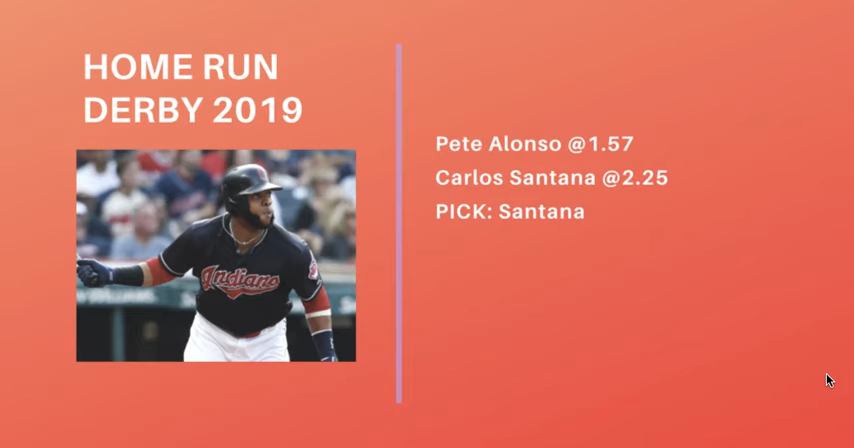 HOME RUN
DERBY 2019
Indians
Pete Alonso @1.57
Carlos Santana @2.25
PICK: Santana